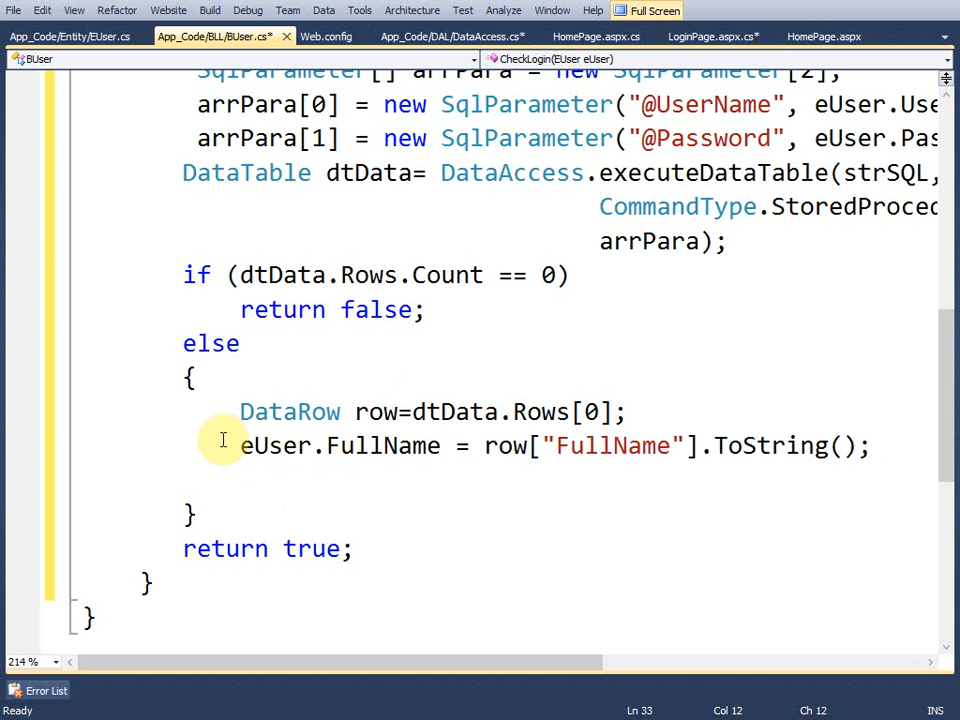 File Edit View Refactor Website Build Debug Team Data Tools Architecture Test Analyze Window Help Full Screen
App_Code/Entity/EUser.cs App_Code/BLL/BUser.cs* Web.config App_Code/DAL/DataAccess.cs* HomePage.aspx.cs LoginPage.aspx.cs* HomePage.aspx
BUser CheckLogin(EUser eUser)
SqlParameter[] arrPara = new SqlParameter[2];
arrPara[0] = new SqlParameter("@UserName", eUser.Use
arrPara[1] = new SqlParameter("@Password", eUser.Pas
DataTable dtData= DataAccess.executeDataTable(strSQL,
CommandType.StoredProced
arrPara);
if (dtData.Rows.Count == 0)
return false;
else
{
DataRow row=dtData.Rows[0];
eUser.FullName = row["FullName"].ToString();
}
return true;
}
}
214 %
Error List
Ready Ln 33 Col 12 Ch 12 INS